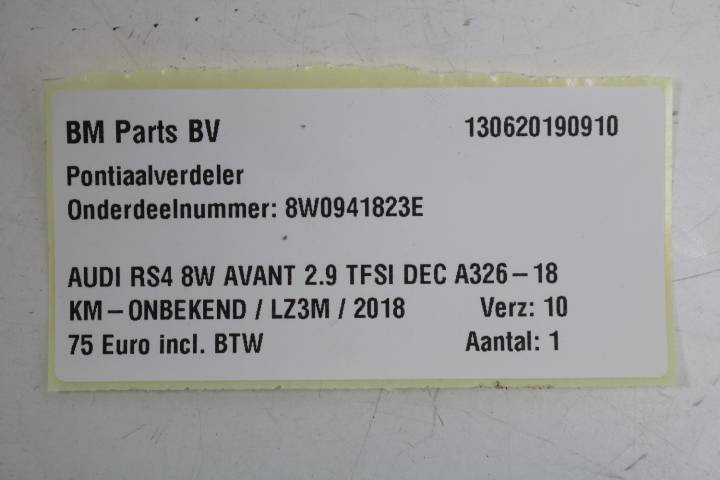 BM Parts BV 130620190910
Pontiaalverdeler
Onderdeelnummer: 8W0941823E
AUDI RS4 8W AVANT 2.9 TFSI DEC A326-18
KM-ONBEKEND / LZ3M / 2018 Verz: 10
75 Euro incl. BTW Aantal: 1